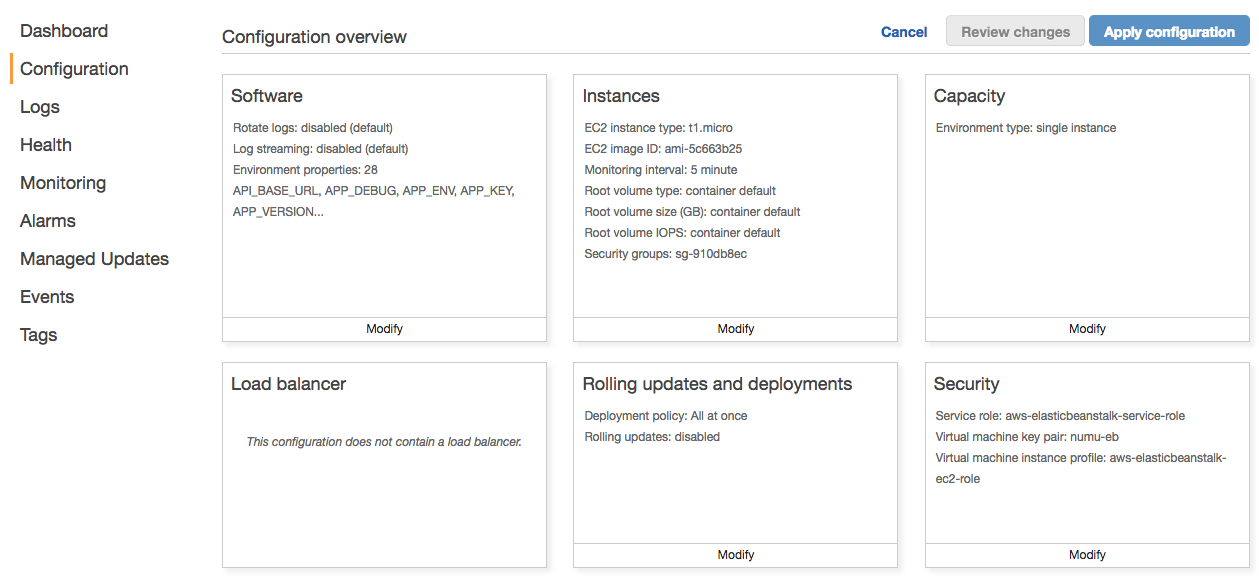 Dashboard
Configuration
Logs
Health
Monitoring
Alarms
Managed Updates
Events
Tags
Configuration overview
Cancel
Review changes
Apply configuration
Software
Rotate logs: disabled (default)
Log streaming: disabled (default)
Environment properties: 28
API_BASE_URL, APP_DEBUG, APP_ENV, APP_KEY,
APP_VERSION...
Modify
Instances
EC2 instance type: t1.micro
EC2 image ID: ami-5c663b25
Monitoring interval: 5 minute
Root volume type: container default
Root volume size (GB): container default
Root volume IOPS: container default
Security groups: sg-910db8ec
Modify
Capacity
Environment type: single instance
Modify
Load balancer
This configuration does not contain a load balancer.
Rolling updates and deployments
Deployment policy: All at once
Rolling updates: disabled
Modify
Security
Service role: aws-elasticbeanstalk-service-role
Virtual machine key pair: numu-eb
Virtual machine instance profile: aws-elasticbeanstalk-
ec2-role
Modify